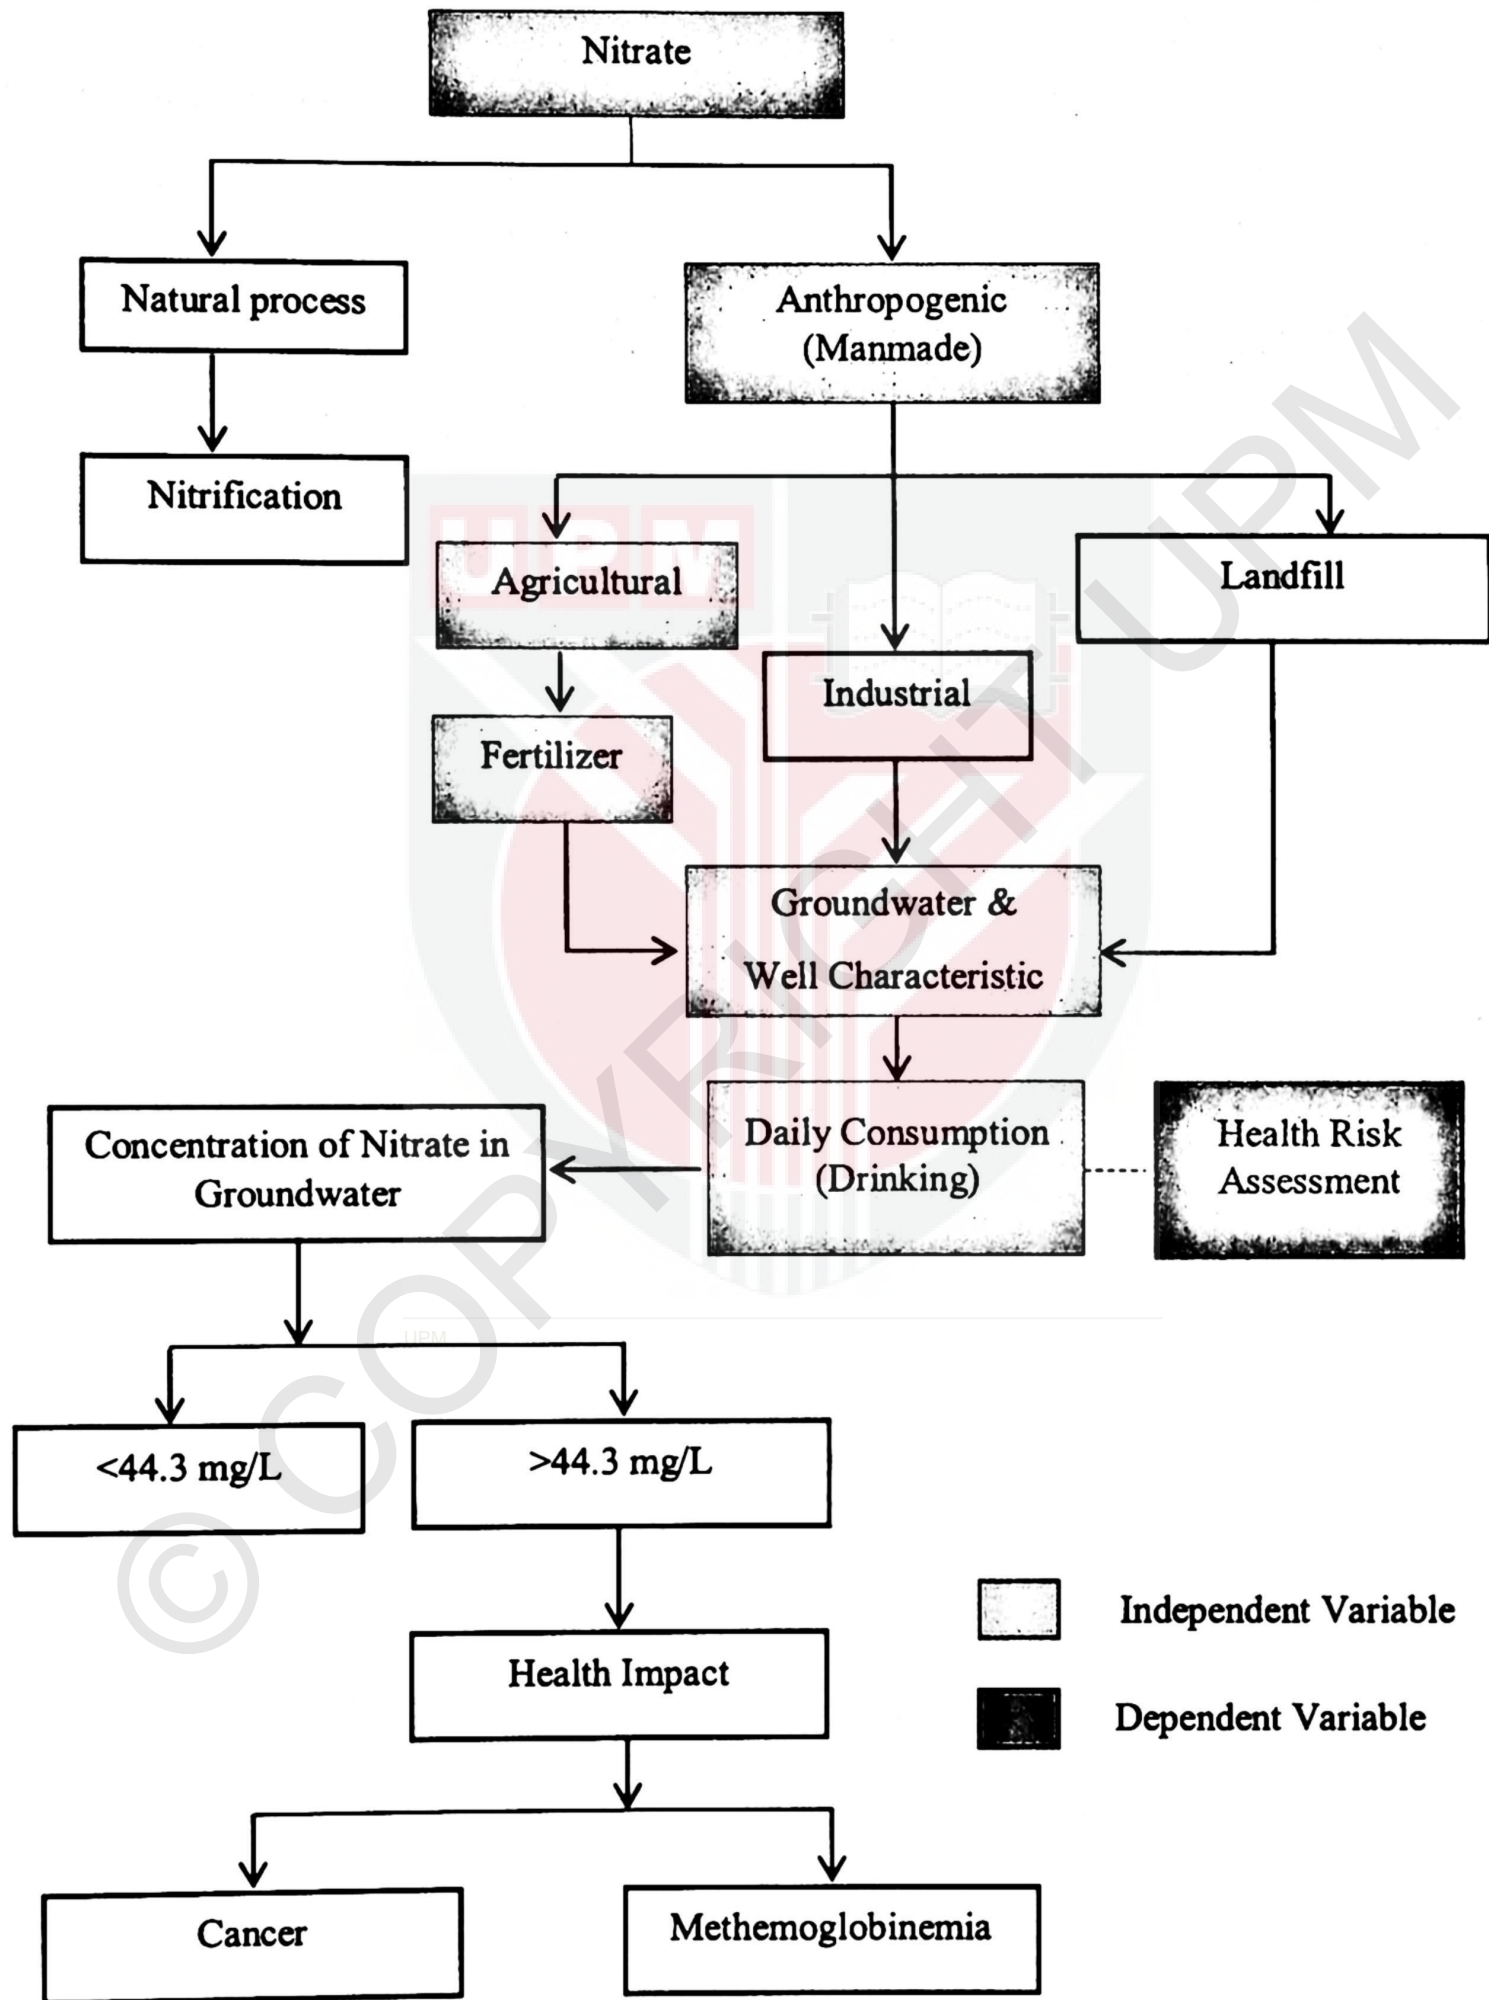 Nitrate
Natural process
Anthropogenic
(Manmade)
Nitrification
UPM
Agricultural
Landfill
Industrial
Fertilizer
Groundwater &
Well Characteristic
Concentration of Nitrate in
Groundwater
Daily Consumption
(Drinking)
Health Risk
Assessment
UPM
<44.3 mg/L
>44.3 mg/L
Health Impact
Independent Variable
Dependent Variable
Cancer
Methemoglobinemia
© COPYRIGHT UPM